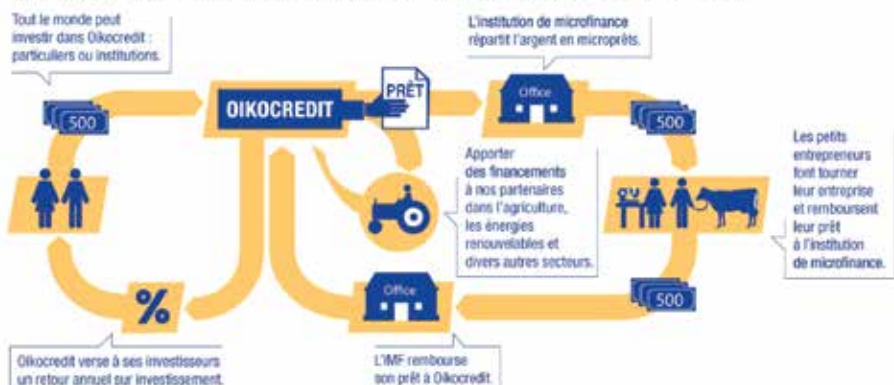 Tout le monde peut
investir dans Oikocredit :
particuliers ou institutions.
L'institution de microfinance
répartit l'argent en microprêts.
500
OIKOCREDIT
PRÊT
Office
500
Apporter
des financements
à nos partenaires
dans l'agriculture,
les énergies
renouvelables et
divers autres secteurs.
Les petits
entrepreneurs
font tourner
leur entreprise
et remboursent
leur prêt
à l'institution
de microfinance.
%
Office
500
Oikocredit verse à ses investisseurs
un retour annuel sur investissement.
L'IMF rembourse
son prêt à Oikocredit.